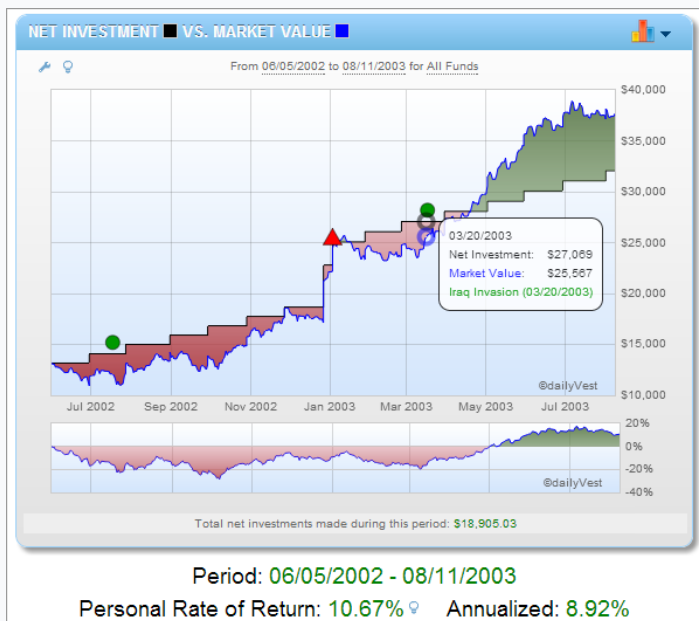 NET INVESTMENT VS. MARKET VALUE
From 06/05/2002 to 08/11/2003 for All Funds
$40,000
$35,000
$30,000
$25,000
$20,000
$15,000
$10,000
03/20/2003
Net Investment: $27,069
Market Value: $25,567
Iraq Invasion (03/20/2003)
©dailyVest
Jul 2002 Sep 2002 Nov 2002 Jan 2003 Mar 2003 May 2003 Jul 2003
20%
0%
-20%
-40%
©dailyVest
Total net investments made during this period: $18,905.03
Period: 06/05/2002 - 08/11/2003
Personal Rate of Return: 10.67% Annualized: 8.92%